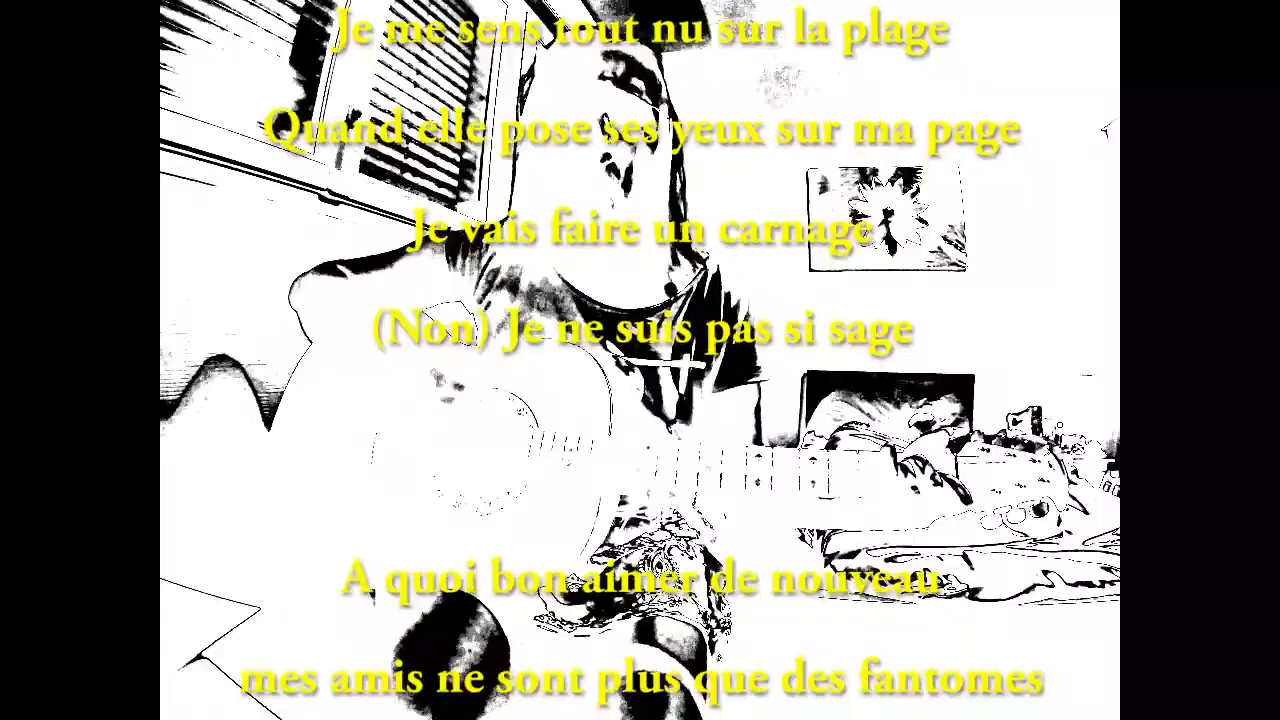 Je me sens tout nu sur la plage
Quand elle pose ses yeux sur ma page
Je vais faire un carnage
(Non) Je ne suis pas si sage
A quoi bon aimer de nouveau
mes amis ne sont plus que des fantomes